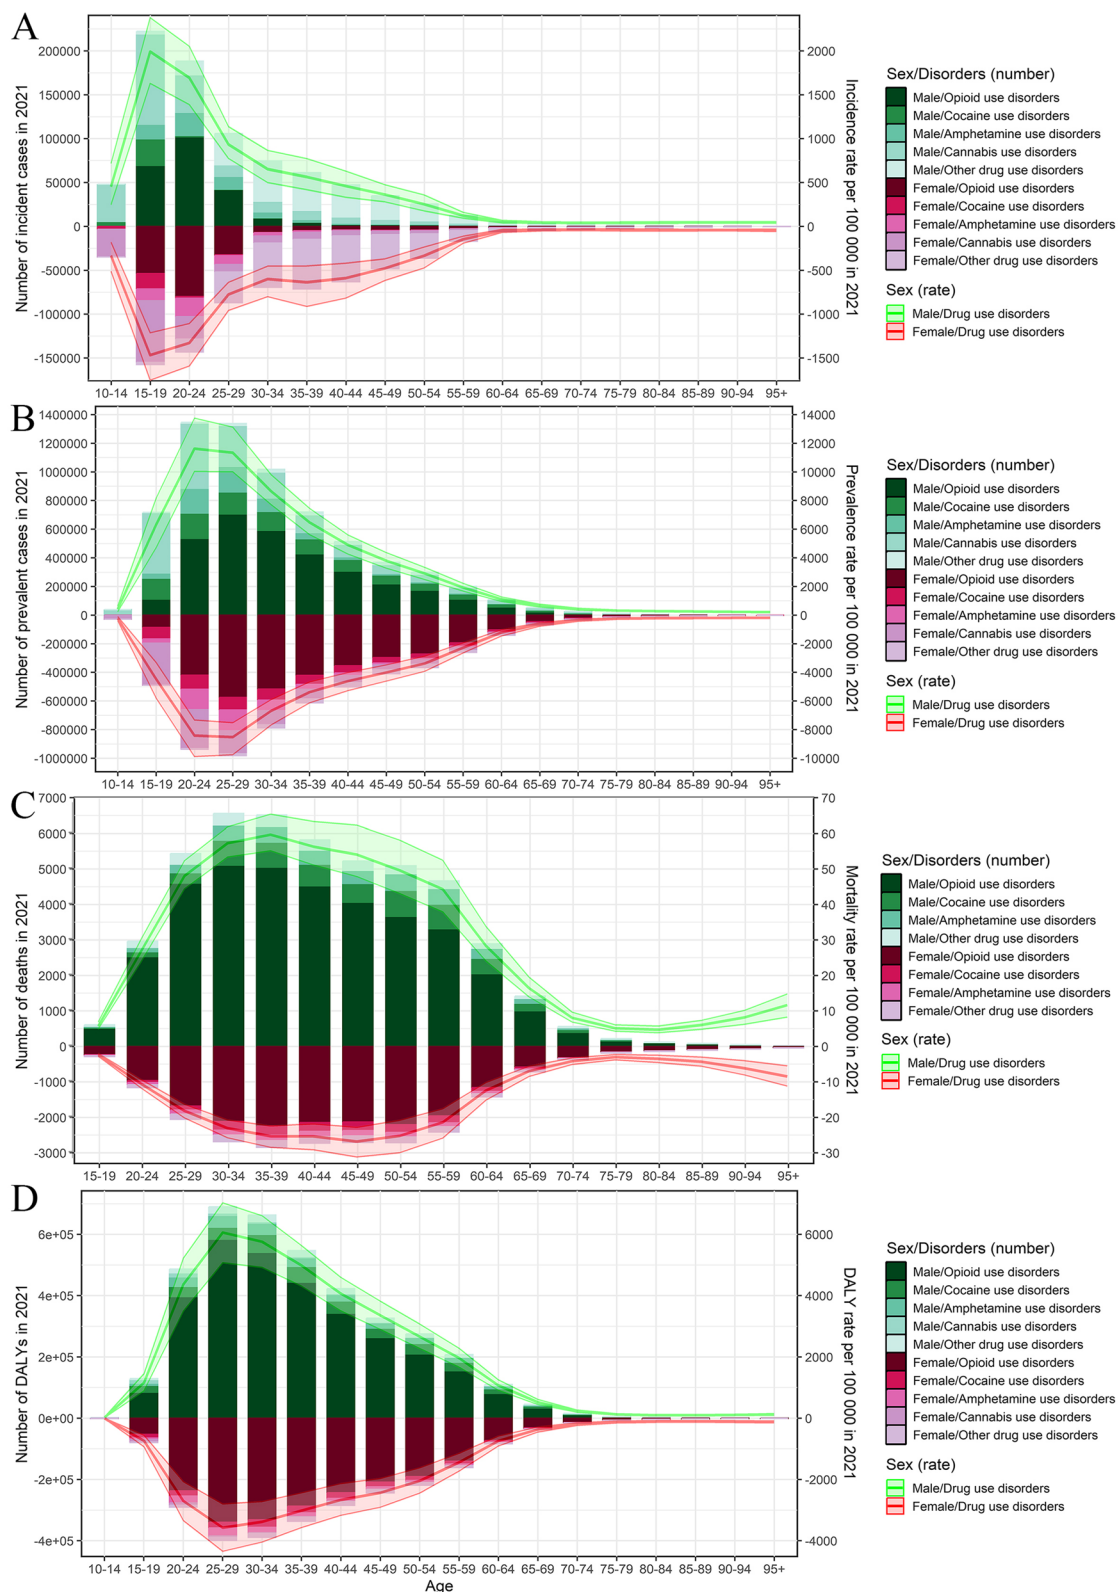 A
Number of incident cases in 2021
200000
150000
100000
50000
0
-50000
-100000
-150000
2000
1500
1000
500
0
-500
-1000
-1500
Incidence rate per 100 000 in 2021
10-14 15-19 20-24 25-29 30-34 35-39 40-44 45-49 50-54 55-59 60-64 65-69 70-74 75-79 80-84 85-89 90-94 95+
Sex/Disorders (number)
Male/Opioid use disorders
Male/Cocaine use disorders
Male/Amphetamine use disorders
Male/Cannabis use disorders
Male/Other drug use disorders
Female/Opioid use disorders
Female/Cocaine use disorders
Female/Amphetamine use disorders
Female/Cannabis use disorders
Female/Other drug use disorders
Sex (rate)
Male/Drug use disorders
Female/Drug use disorders
B
Number of prevalent cases in 2021
1400000
1200000
1000000
800000
600000
400000
200000
0
-200000
-400000
-600000
-800000
-1000000
14000
12000
10000
8000
6000
4000
2000
0
-2000
-4000
-6000
-8000
-10000
Prevalence rate per 100 000 in 2021
10-14 15-19 20-24 25-29 30-34 35-39 40-44 45-49 50-54 55-59 60-64 65-69 70-74 75-79 80-84 85-89 90-94 95+
Sex/Disorders (number)
Male/Opioid use disorders
Male/Cocaine use disorders
Male/Amphetamine use disorders
Male/Cannabis use disorders
Male/Other drug use disorders
Female/Opioid use disorders
Female/Cocaine use disorders
Female/Amphetamine use disorders
Female/Cannabis use disorders
Female/Other drug use disorders
Sex (rate)
Male/Drug use disorders
Female/Drug use disorders
C
Number of deaths in 2021
7000
6000
5000
4000
3000
2000
1000
0
-1000
-2000
-3000
70
60
50
40
30
20
10
0
-10
-20
-30
Mortality rate per 100 000 in 2021
15-19 20-24 25-29 30-34 35-39 40-44 45-49 50-54 55-59 60-64 65-69 70-74 75-79 80-84 85-89 90-94 95+
Sex/Disorders (number)
Male/Opioid use disorders
Male/Cocaine use disorders
Male/Amphetamine use disorders
Male/Other drug use disorders
Female/Opioid use disorders
Female/Cocaine use disorders
Female/Amphetamine use disorders
Female/Other drug use disorders
Sex (rate)
Male/Drug use disorders
Female/Drug use disorders
D
Number of DALYs in 2021
6e+05
4e+05
2e+05
0e+00
-2e+05
-4e+05
6000
4000
2000
0
-2000
-4000
DALY rate per 100 000 in 2021
10-14 15-19 20-24 25-29 30-34 35-39 40-44 45-49 50-54 55-59 60-64 65-69 70-74 75-79 80-84 85-89 90-94 95+
Age
Sex/Disorders (number)
Male/Opioid use disorders
Male/Cocaine use disorders
Male/Amphetamine use disorders
Male/Cannabis use disorders
Male/Other drug use disorders
Female/Opioid use disorders
Female/Cocaine use disorders
Female/Amphetamine use disorders
Female/Cannabis use disorders
Female/Other drug use disorders
Sex (rate)
Male/Drug use disorders
Female/Drug use disorders